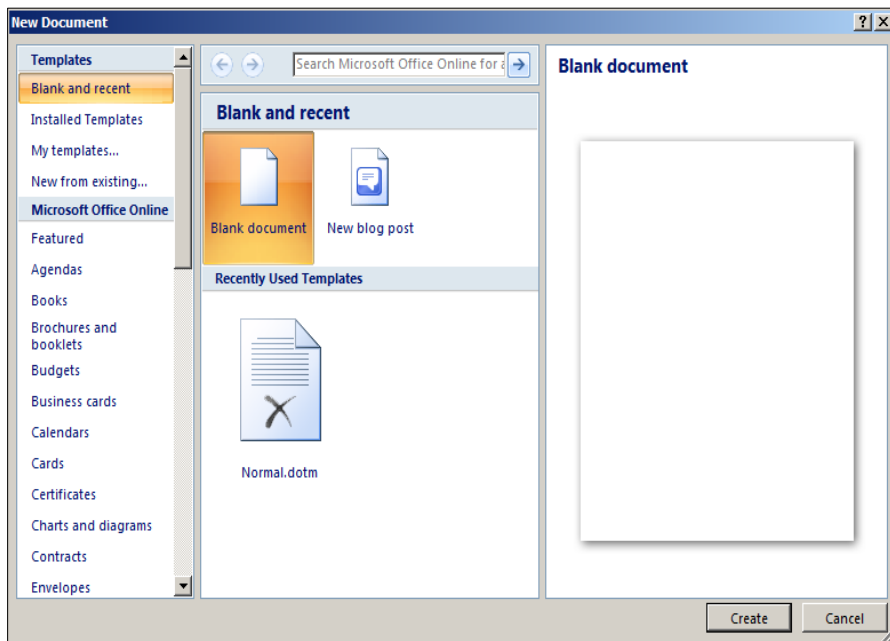 New Document
Templates
Blank and recent
Installed Templates
My templates...
New from existing...
Microsoft Office Online
Featured
Agendas
Books
Brochures and
booklets
Budgets
Business cards
Calendars
Cards
Certificates
Charts and diagrams
Contracts
Envelopes
Search Microsoft Office Online for a
Blank and recent
Blank document
New blog post
Recently Used Templates
Normal.dotm
Blank document
Create
Cancel